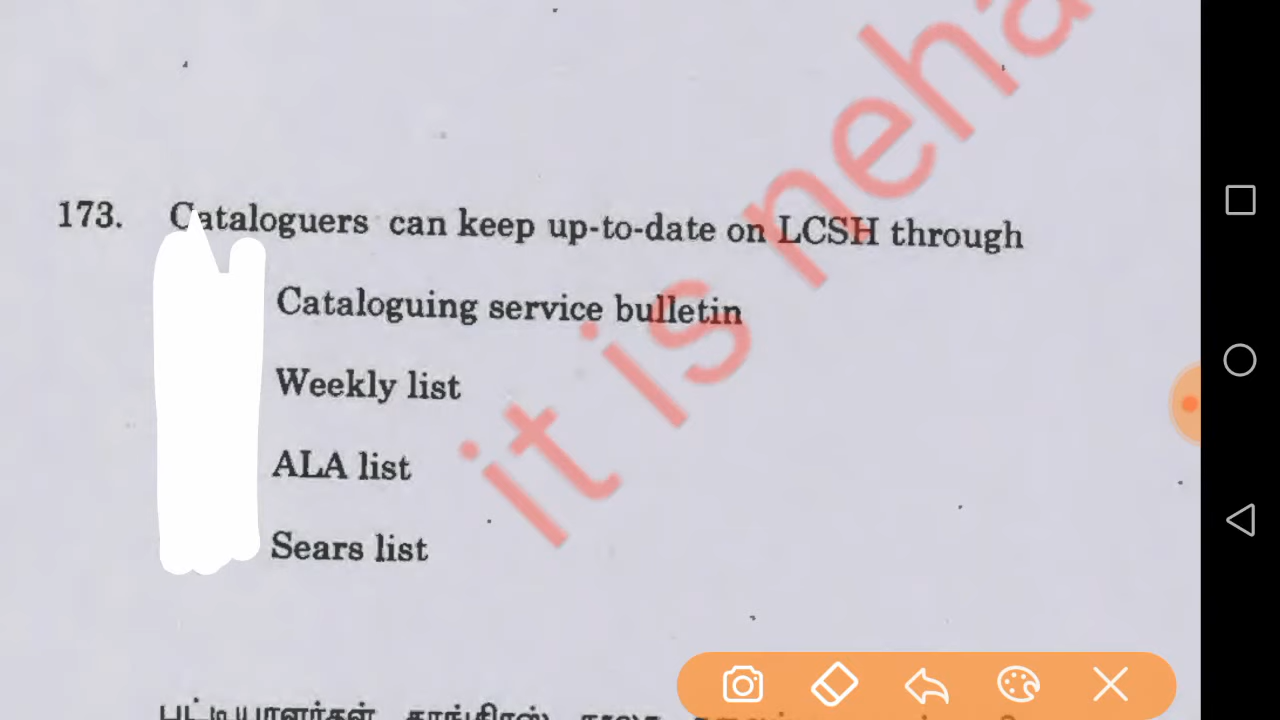 173. Cataloguers can keep up-to-date on LCSH through
Cataloguing service bulletin
Weekly list
ALA list
Sears list
it is neha